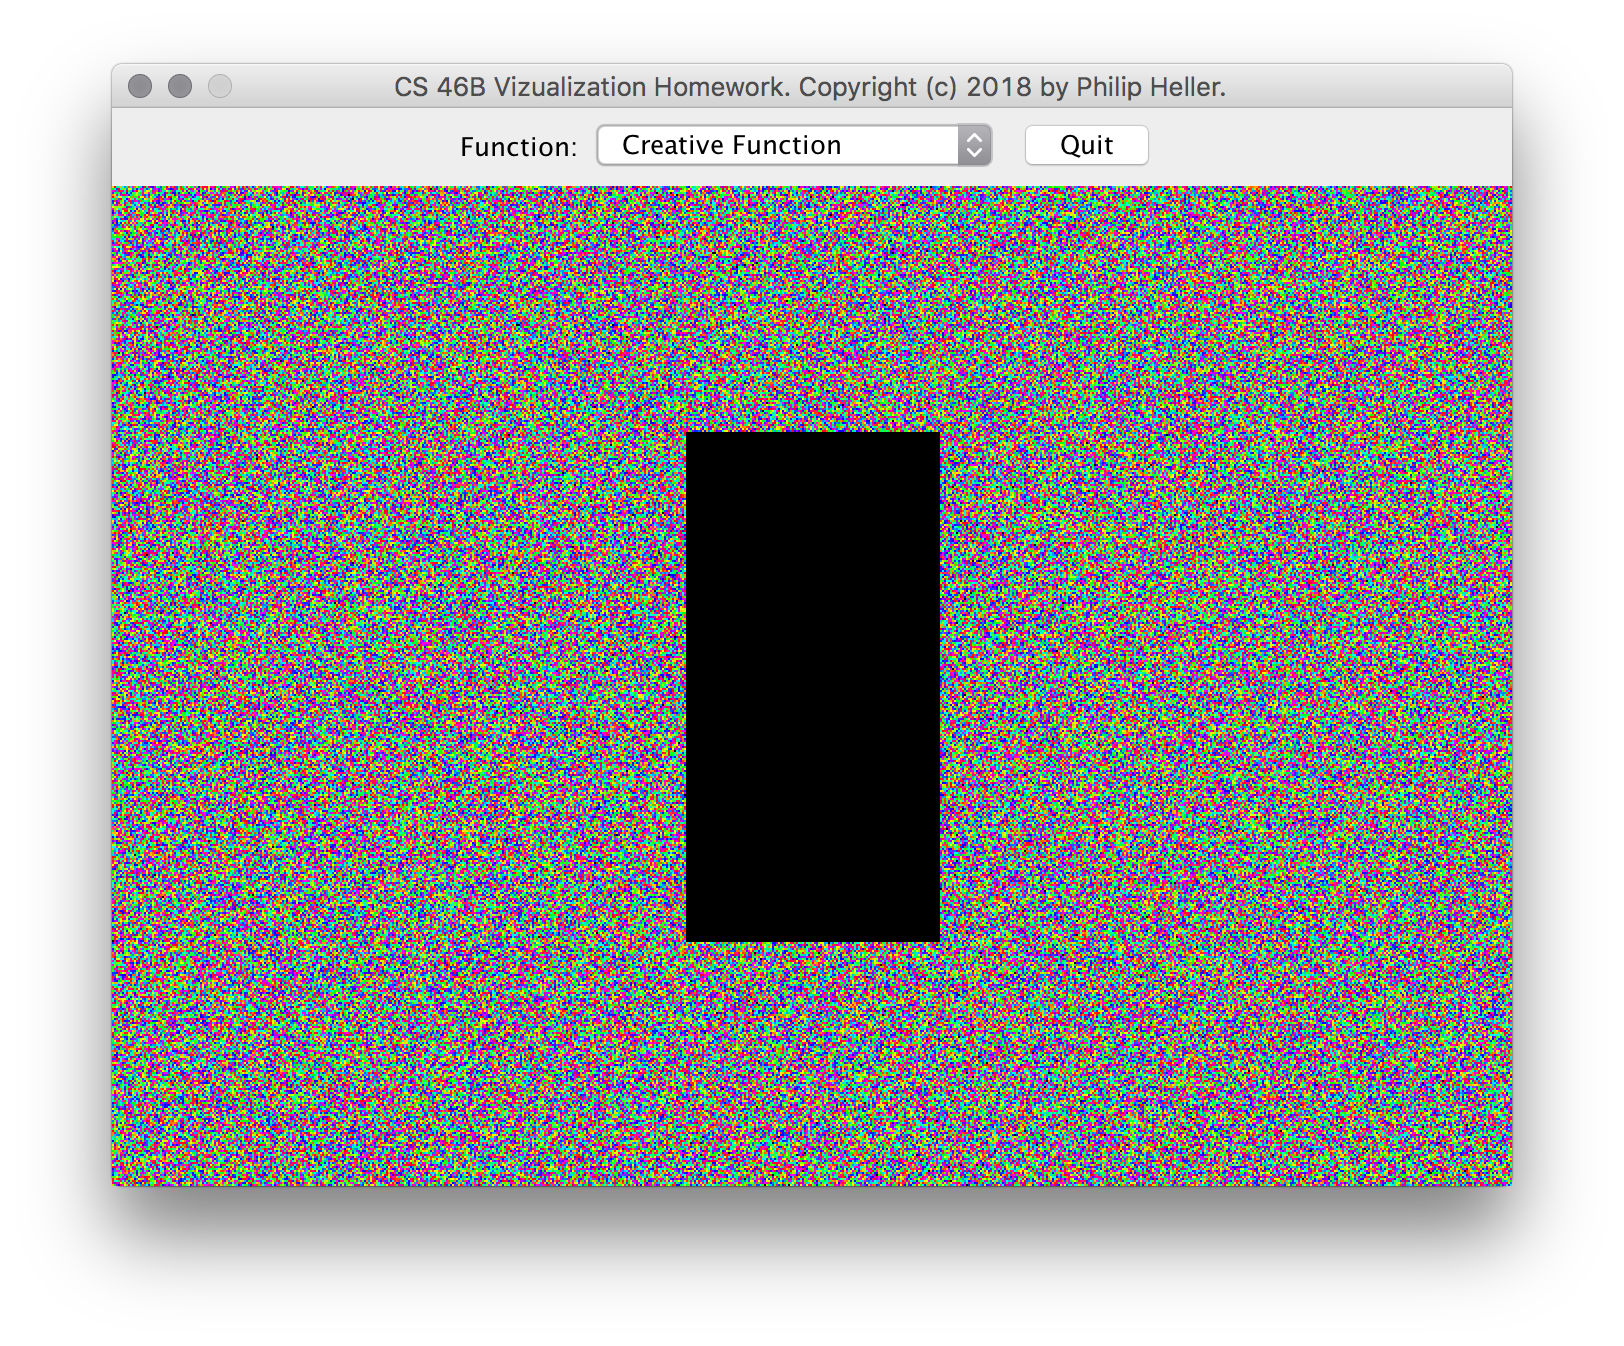 CS 46B Vizualization Homework. Copyright (c) 2018 by Philip Heller.
Function: Creative Function Quit